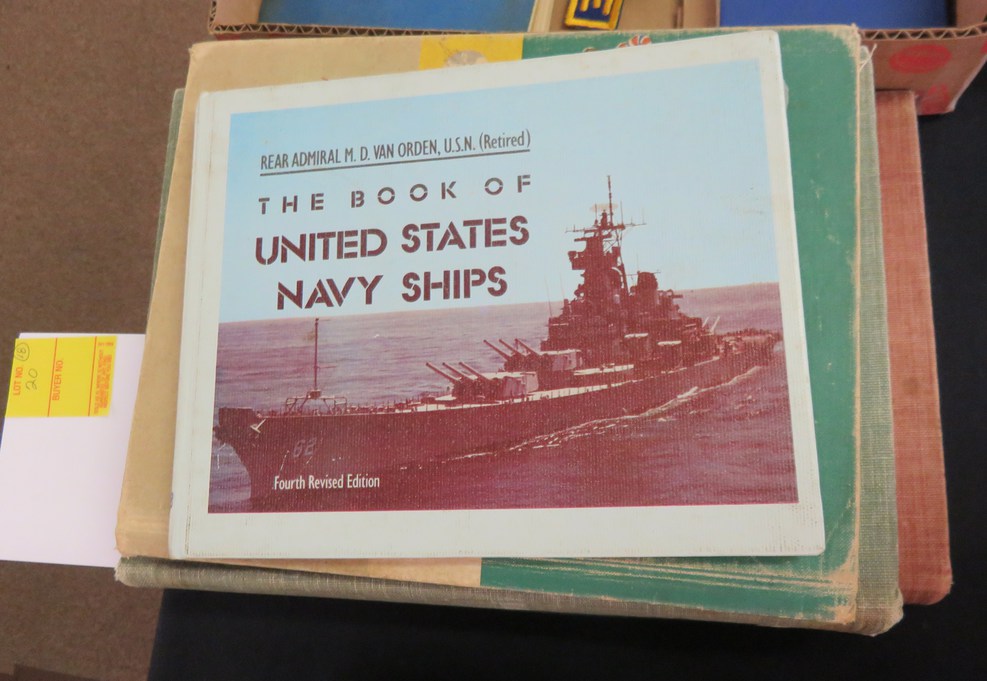 REAR ADMIRAL M. D. VAN ORDEN, U.S.N. (Retired)
THE BOOK OF
UNITED STATES
NAVY SHIPS
62
Fourth Revised Edition
LOT NO. 20
18
BUYER NO.
E